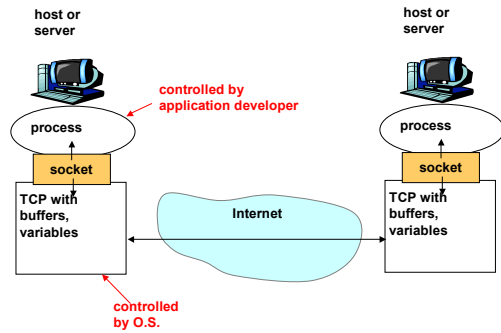 host or
server
host or
server
controlled by
application developer
process
process
socket
socket
TCP with
buffers,
variables
Internet
TCP with
buffers,
variables
controlled
by O.S.